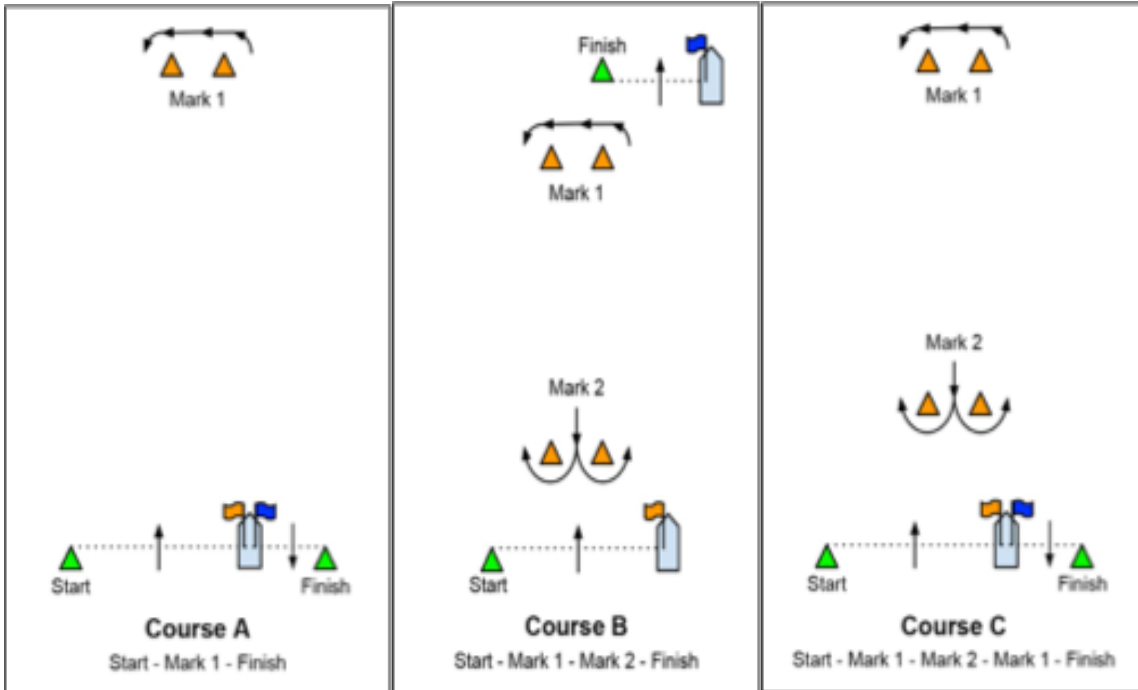 Mark 1
Start
Finish
Course A
Start - Mark 1 - Finish
Finish
Mark 1
Mark 2
Start
Course B
Start - Mark 1 - Mark 2 - Finish
Mark 1
Mark 2
Start
Finish
Course C
Start - Mark 1 - Mark 2 - Mark 1 - Finish